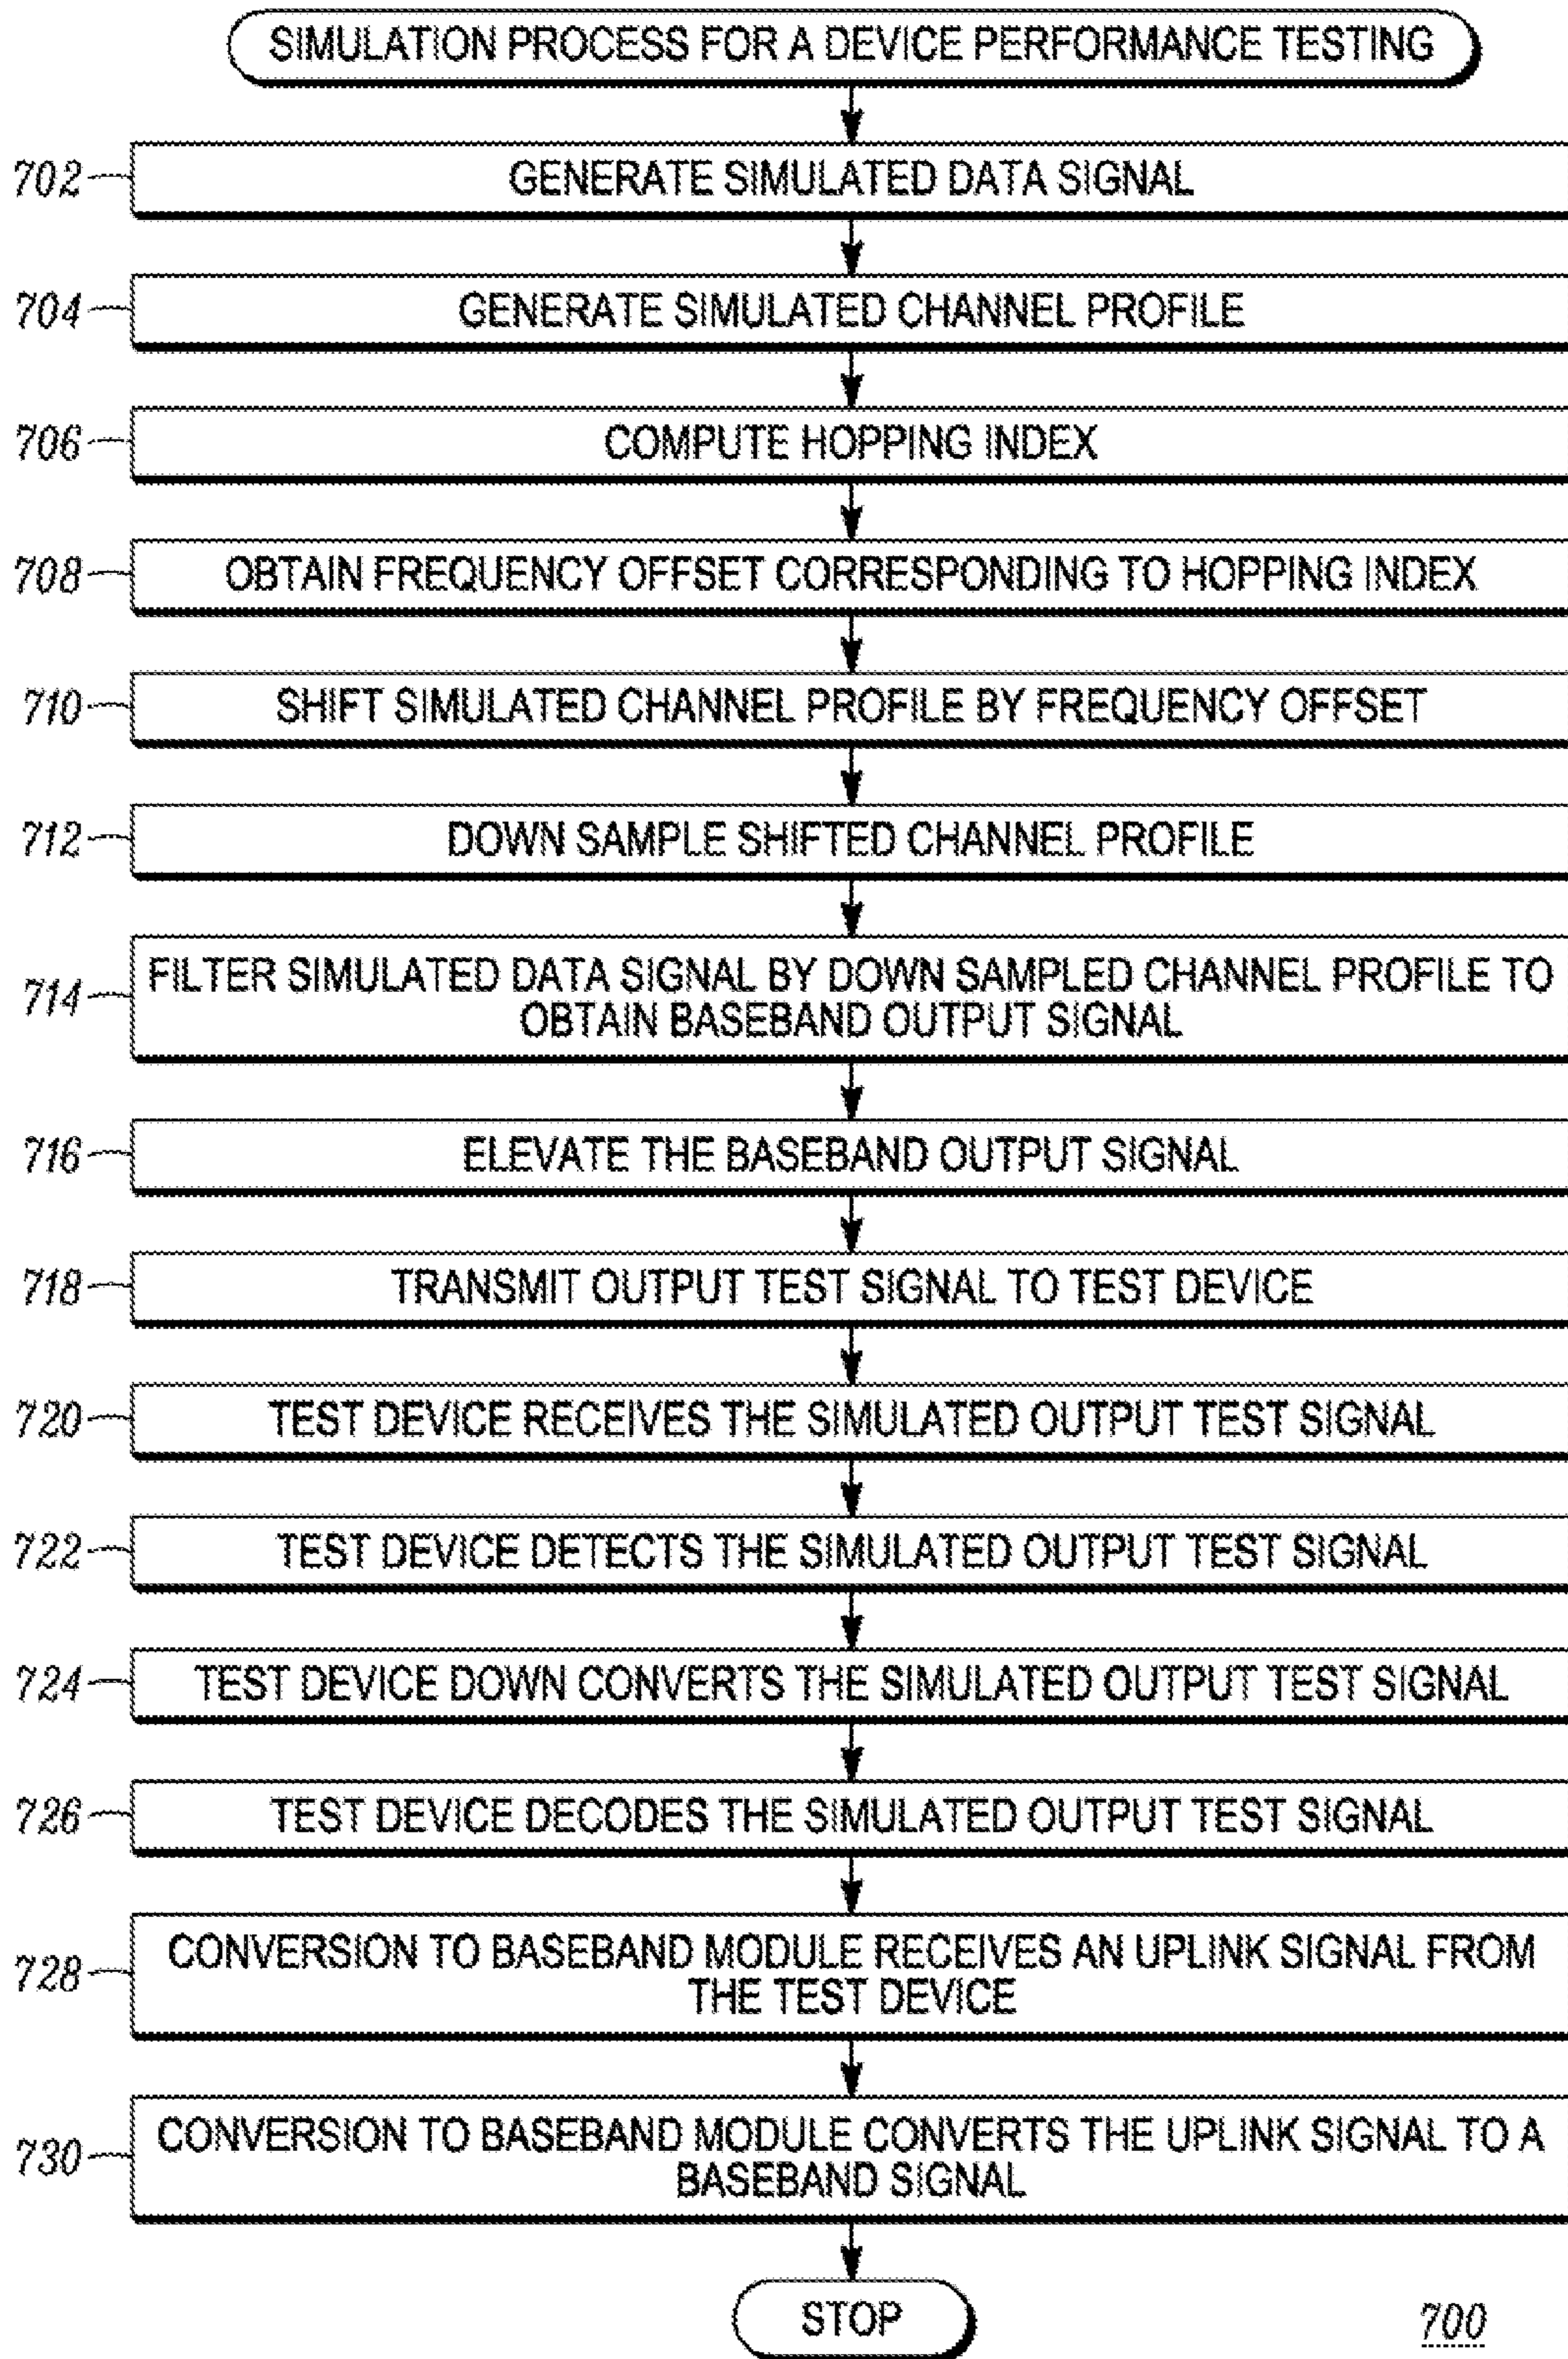 SIMULATION PROCESS FOR A DEVICE PERFORMANCE TESTING
702
GENERATE SIMULATED DATA SIGNAL
704
GENERATE SIMULATED CHANNEL PROFILE
706
COMPUTE HOPPING INDEX
708
OBTAIN FREQUENCY OFFSET CORRESPONDING TO HOPPING INDEX
710
SHIFT SIMULATED CHANNEL PROFILE BY FREQUENCY OFFSET
712
DOWN SAMPLE SHIFTED CHANNEL PROFILE
714
FILTER SIMULATED DATA SIGNAL BY DOWN SAMPLED CHANNEL PROFILE TO
OBTAIN BASEBAND OUTPUT SIGNAL
716
ELEVATE THE BASEBAND OUTPUT SIGNAL
718
TRANSMIT OUTPUT TEST SIGNAL TO TEST DEVICE
720
TEST DEVICE RECEIVES THE SIMULATED OUTPUT TEST SIGNAL
722
TEST DEVICE DETECTS THE SIMULATED OUTPUT TEST SIGNAL
724
TEST DEVICE DOWN CONVERTS THE SIMULATED OUTPUT TEST SIGNAL
726
TEST DEVICE DECODES THE SIMULATED OUTPUT TEST SIGNAL
728
CONVERSION TO BASEBAND MODULE RECEIVES AN UPLINK SIGNAL FROM
THE TEST DEVICE
730
CONVERSION TO BASEBAND MODULE CONVERTS THE UPLINK SIGNAL TO A
BASEBAND SIGNAL
STOP
700